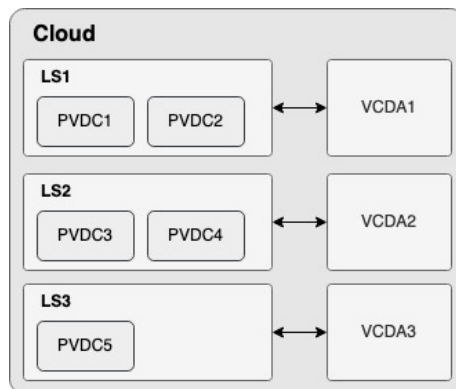 Cloud
LS1
PVDC1 PVDC2
VCDA1
LS2
PVDC3 PVDC4
VCDA2
LS3
PVDC5
VCDA3